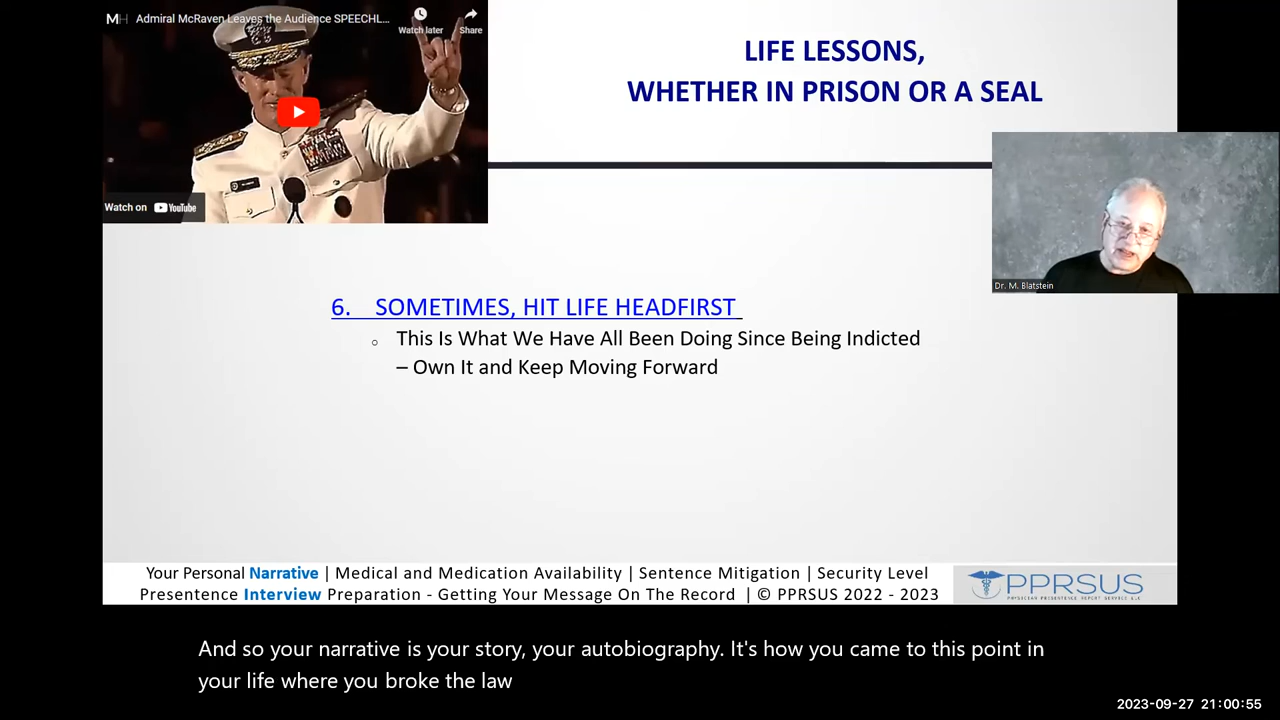 Admiral McRaven Leaves the Audience SPEECHL...
Watch later
Share
Watch on YouTube
LIFE LESSONS,
WHETHER IN PRISON OR A SEAL
Dr. M. Blatstein
6. SOMETIMES, HIT LIFE HEADFIRST
○ This Is What We Have All Been Doing Since Being Indicted
– Own It and Keep Moving Forward
Your Personal Narrative | Medical and Medication Availability | Sentence Mitigation | Security Level
Presentence Interview Preparation - Getting Your Message On The Record | © PPRSUS 2022 - 2023
PPRSUS
PHYSICIAN PRESENTENCE REPORT SERVICE LLC
And so your narrative is your story, your autobiography. It's how you came to this point in
your life where you broke the law
2023-09-27 21:00:55